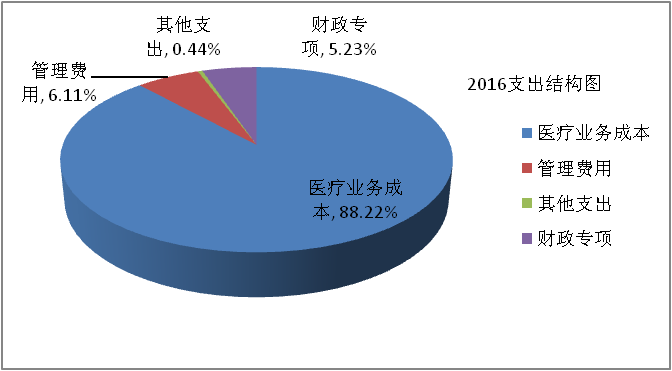 其他支
出, 0.44%
财政专
项, 5.23%
管理费
用, 6.11%
2016支出结构图
医疗业务成
本, 88.22%
医疗业务成本
管理费用
其他支出
财政专项